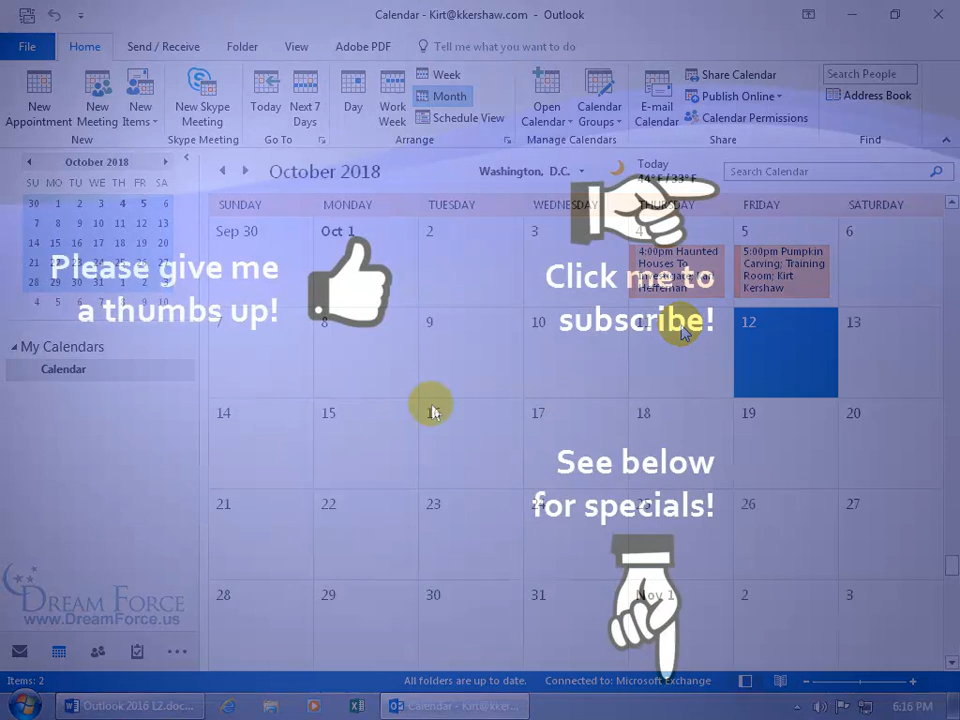 Calendar - Kirt@kkershaw.com - Outlook
File Home Send / Receive Folder View Adobe PDF Tell me what you want to do
New Appointment
New Meeting
New Items
New Skype Meeting
Today
Next 7 Days
Day
Work Week
Week
Month
Schedule View
Open Calendar
Calendar Groups
E-mail Calendar
Share Calendar
Publish Online
Calendar Permissions
Search People
Address Book
New Skype Meeting Go To Arrange Manage Calendars Share Find
October 2018
SU MO TU WE TH FR SA
30 1 2 3 4 5 6
7 8 9 10 11 12 13
14 15 16 17 18 19 20
21 22 23 24 25 26 27
28 29 30 31 1 2 3
4 5 6 7 8 9 10
My Calendars
Calendar
October 2018
Washington, D.C.
Today
44°F / 33°F
Search Calendar
SUNDAY MONDAY TUESDAY WEDNESDAY THURSDAY FRIDAY SATURDAY
Sep 30 Oct 1 2 3 4 5 6
4:00pm Haunted
Houses To
Heffernan
5:00pm Pumpkin
Carving; Training
Room; Kirt
Kershaw
7 8 9 10 11 12 13
14 15 16 17 18 19 20
21 22 23 24 25 26 27
28 29 30 31 Nov 1 2 3
Please give me
a thumbs up!
Click me to
subscribe!
See below
for specials!
DREAM FORCE
www.DreamForce.us
Items: 2 All folders are up to date. Connected to: Microsoft Exchange
Outlook 2016 L2.doc... Calendar - Kirt@kke... 6:16 PM